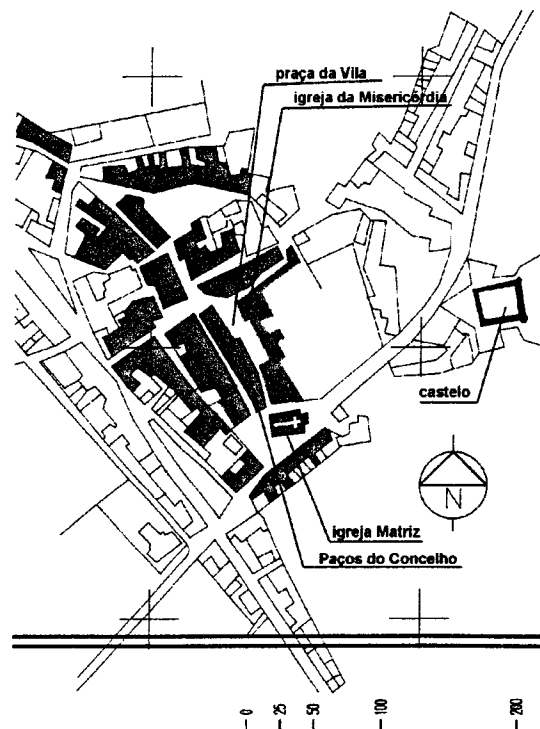 praça da Vila
igreja da Misericórdia
castelo
N
igreja Matriz
Paços do Concelho
0
25
50
100
200